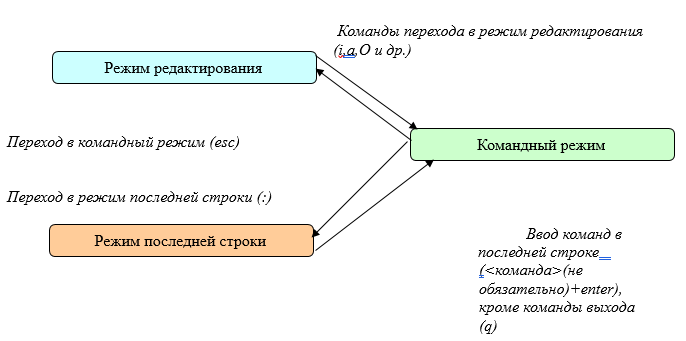 Команды перехода в режим редактирования
(i,a,O и др.)
Режим редактирования
Переход в командный режим (esc)
Командный режим
Переход в режим последней строки (:)
Режим последней строки
Ввод команд в
последней строке
(<команда>(не
обязательно)+enter),
кроме команды выхода
(q)